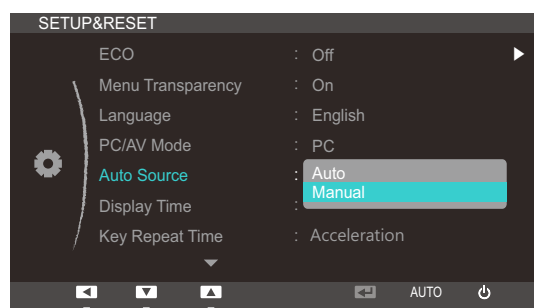 SETUP&RESET
ECO : Off
Menu Transparency : On
Language : English
PC/AV Mode : PC
Auto Source : Auto
Manual
Display Time :
Key Repeat Time : Acceleration
AUTO